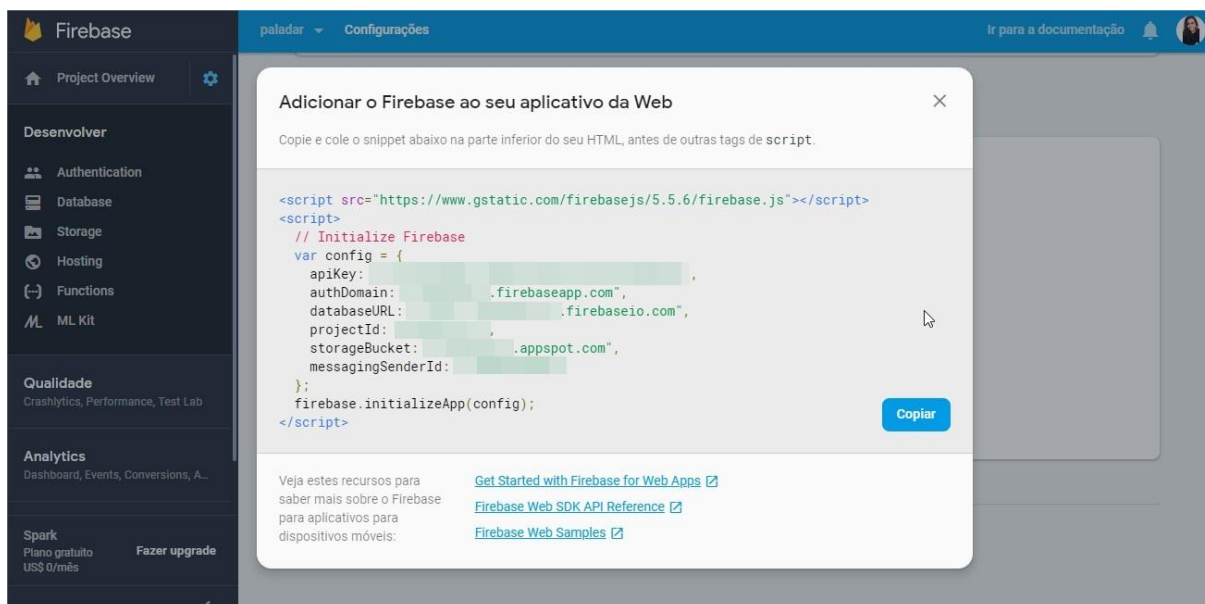 Firebase
paladar
Configurações
Ir para a documentação
Project Overview
Desenvolver
Authentication
Database
Storage
Hosting
Functions
ML Kit
Qualidade
Crashlytics, Performance, Test Lab
Analytics
Dashboard, Events, Conversions, A...
Spark
Plano gratuito
US$ 0/mês
Fazer upgrade
Adicionar o Firebase ao seu aplicativo da Web
Copie e cole o snippet abaixo na parte inferior do seu HTML, antes de outras tags de script.
<script src="https://www.gstatic.com/firebasejs/5.5.6/firebase.js"></script>
<script>
// Initialize Firebase
var config = {
apiKey: ,
authDomain: .firebaseapp.com",
databaseURL: .firebaseio.com",
projectId: ,
storageBucket: .appspot.com",
messagingSenderId:
};
firebase.initializeApp(config);
</script>
Copiar
Veja estes recursos para
saber mais sobre o Firebase
para aplicativos para
dispositivos móveis:
Get Started with Firebase for Web Apps
Firebase Web SDK API Reference
Firebase Web Samples